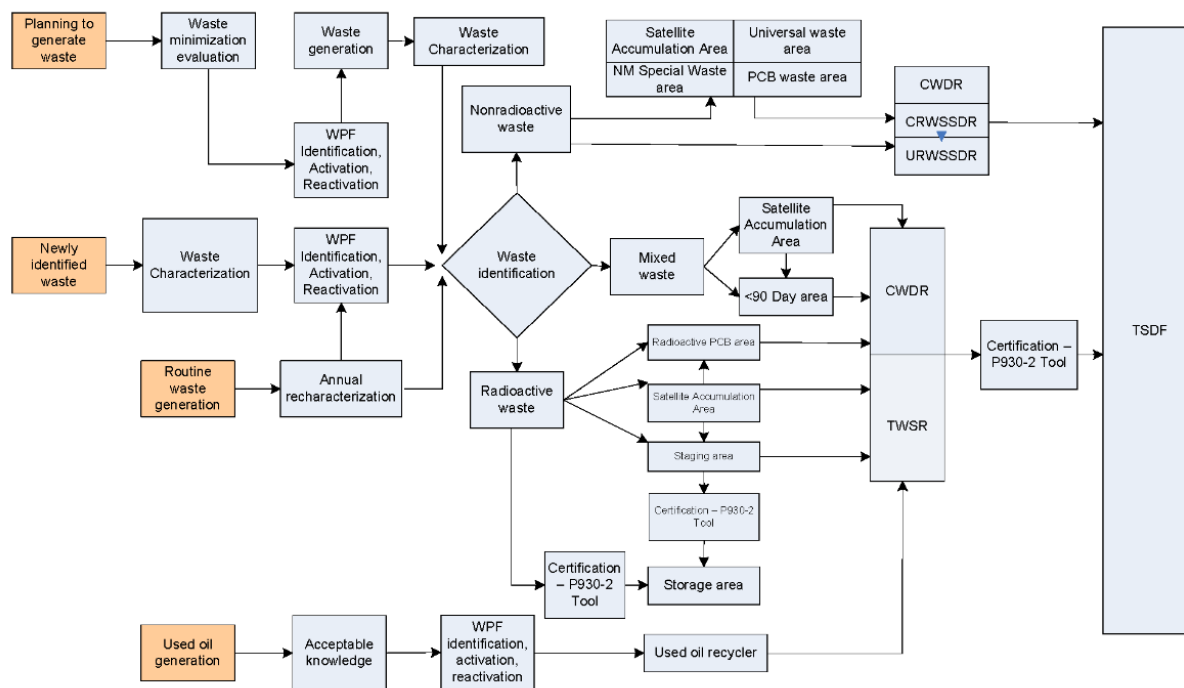 Planning to
generate waste
Waste
minimization
evaluation
Waste
generation
Waste
Characterization
WPF
Identification,
Activation,
Reactivation
Satellite
Accumulation Area
Universal waste
area
NM Special Waste
area
PCB waste area
Nonradioactive
waste
CWDR
CRWSSDR
URWSSDR
Newly
identified waste
Waste
Characterization
WPF
Identification,
Activation,
Reactivation
Waste
identification
Mixed
waste
Satellite
Accumulation
Area
<90 Day area
CWDR
TWSR
Certification –
P930-2 Tool
TSDF
Routine
waste
generation
Annual
recharacterization
Radioactive
waste
Radioactive PCB area
Satellite Accumulation
Area
Staging area
Certification – P930-2
Tool
Certification
– P930-2
Tool
Storage area
Used oil
generation
Acceptable
knowledge
WPF
identification,
activation,
reactivation
Used oil recycler